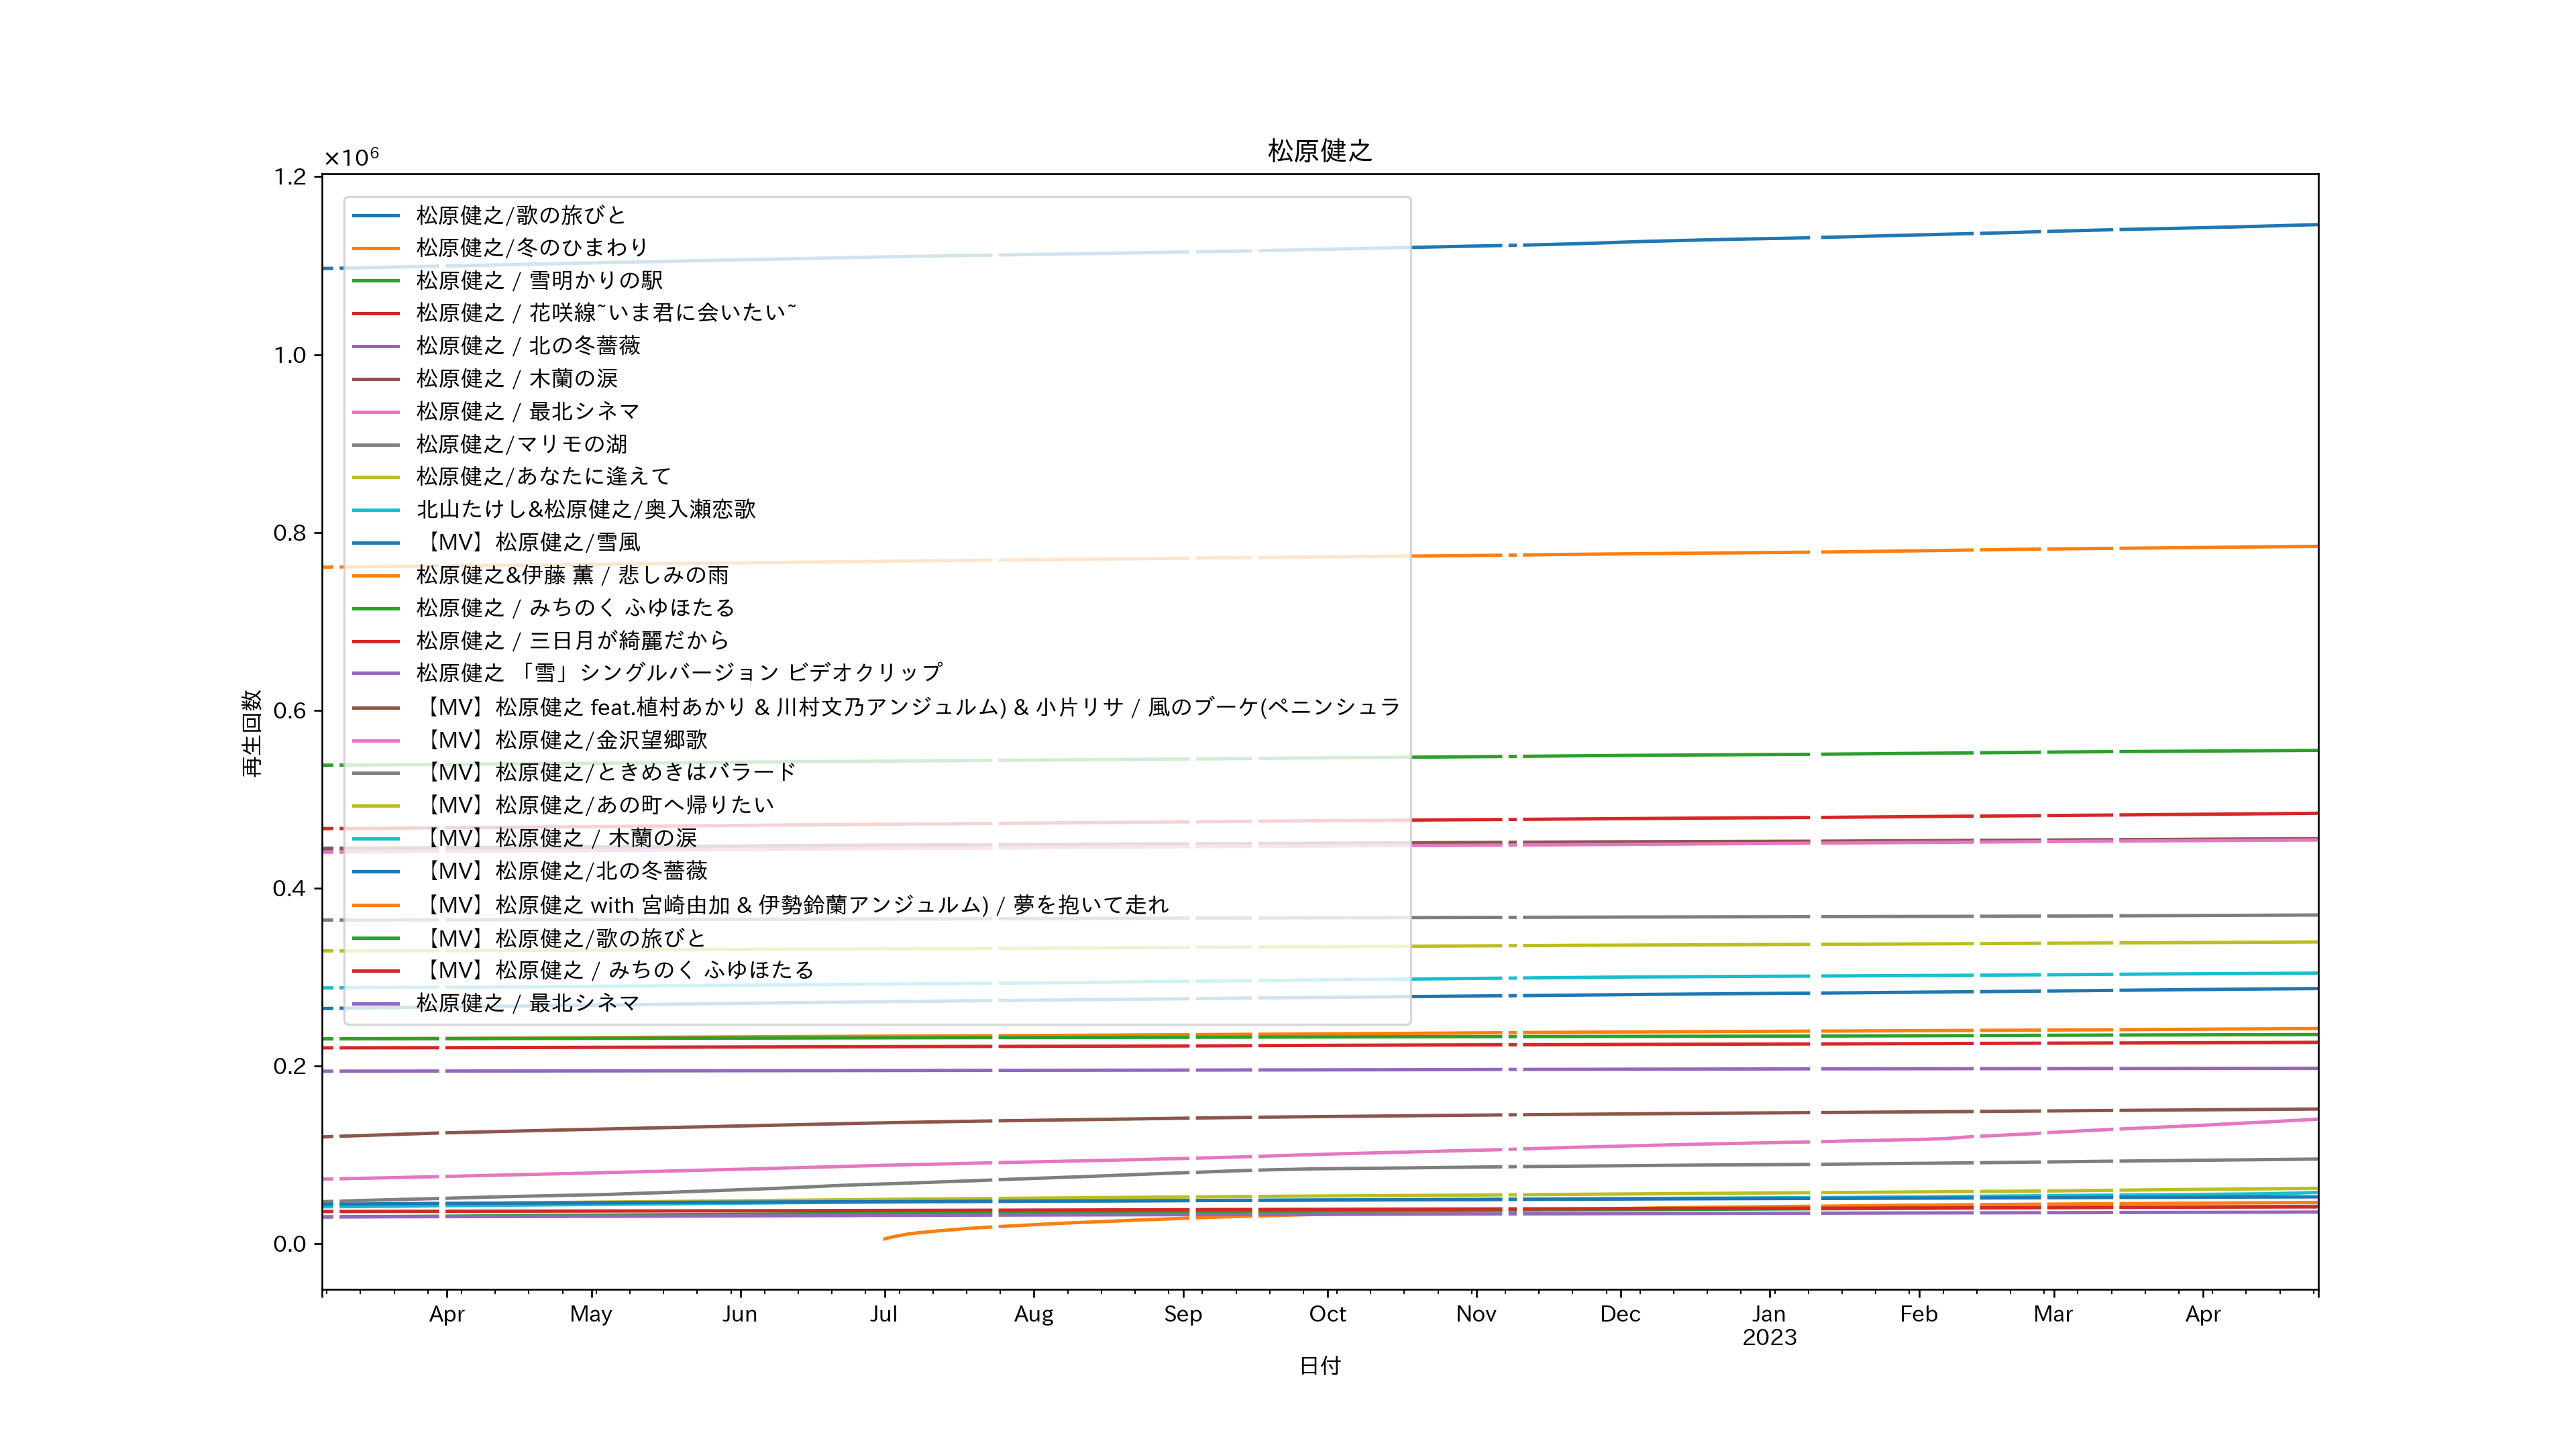 松原健之
×10⁶
1.2
1.0
0.8
0.6
0.4
0.2
0.0
再生回数
松原健之/歌の旅びと
松原健之/冬のひまわり
松原健之 / 雪明かりの駅
松原健之 / 花咲線~いま君に会いたい~
松原健之 / 北の冬薔薇
松原健之 / 木蘭の涙
松原健之 / 最北シネマ
松原健之/マリモの湖
松原健之/あなたに逢えて
北山たけし&松原健之/奥入瀬恋歌
【MV】松原健之/雪風
松原健之&伊藤 薫 / 悲しみの雨
松原健之 / みちのく ふゆほたる
松原健之 / 三日月が綺麗だから
松原健之 「雪」シングルバージョン ビデオクリップ
【MV】松原健之 feat.植村あかり & 川村文乃アンジュルム) & 小片リサ / 風のブーケ(ペニンシュラ
【MV】松原健之/金沢望郷歌
【MV】松原健之/ときめきはバラード
【MV】松原健之/あの町へ帰りたい
【MV】松原健之 / 木蘭の涙
【MV】松原健之/北の冬薔薇
【MV】松原健之 with 宮崎由加 & 伊勢鈴蘭アンジュルム) / 夢を抱いて走れ
【MV】松原健之/歌の旅びと
【MV】松原健之 / みちのく ふゆほたる
松原健之 / 最北シネマ
Apr May Jun Jul Aug Sep Oct Nov Dec Jan Feb Mar Apr
2023
日付